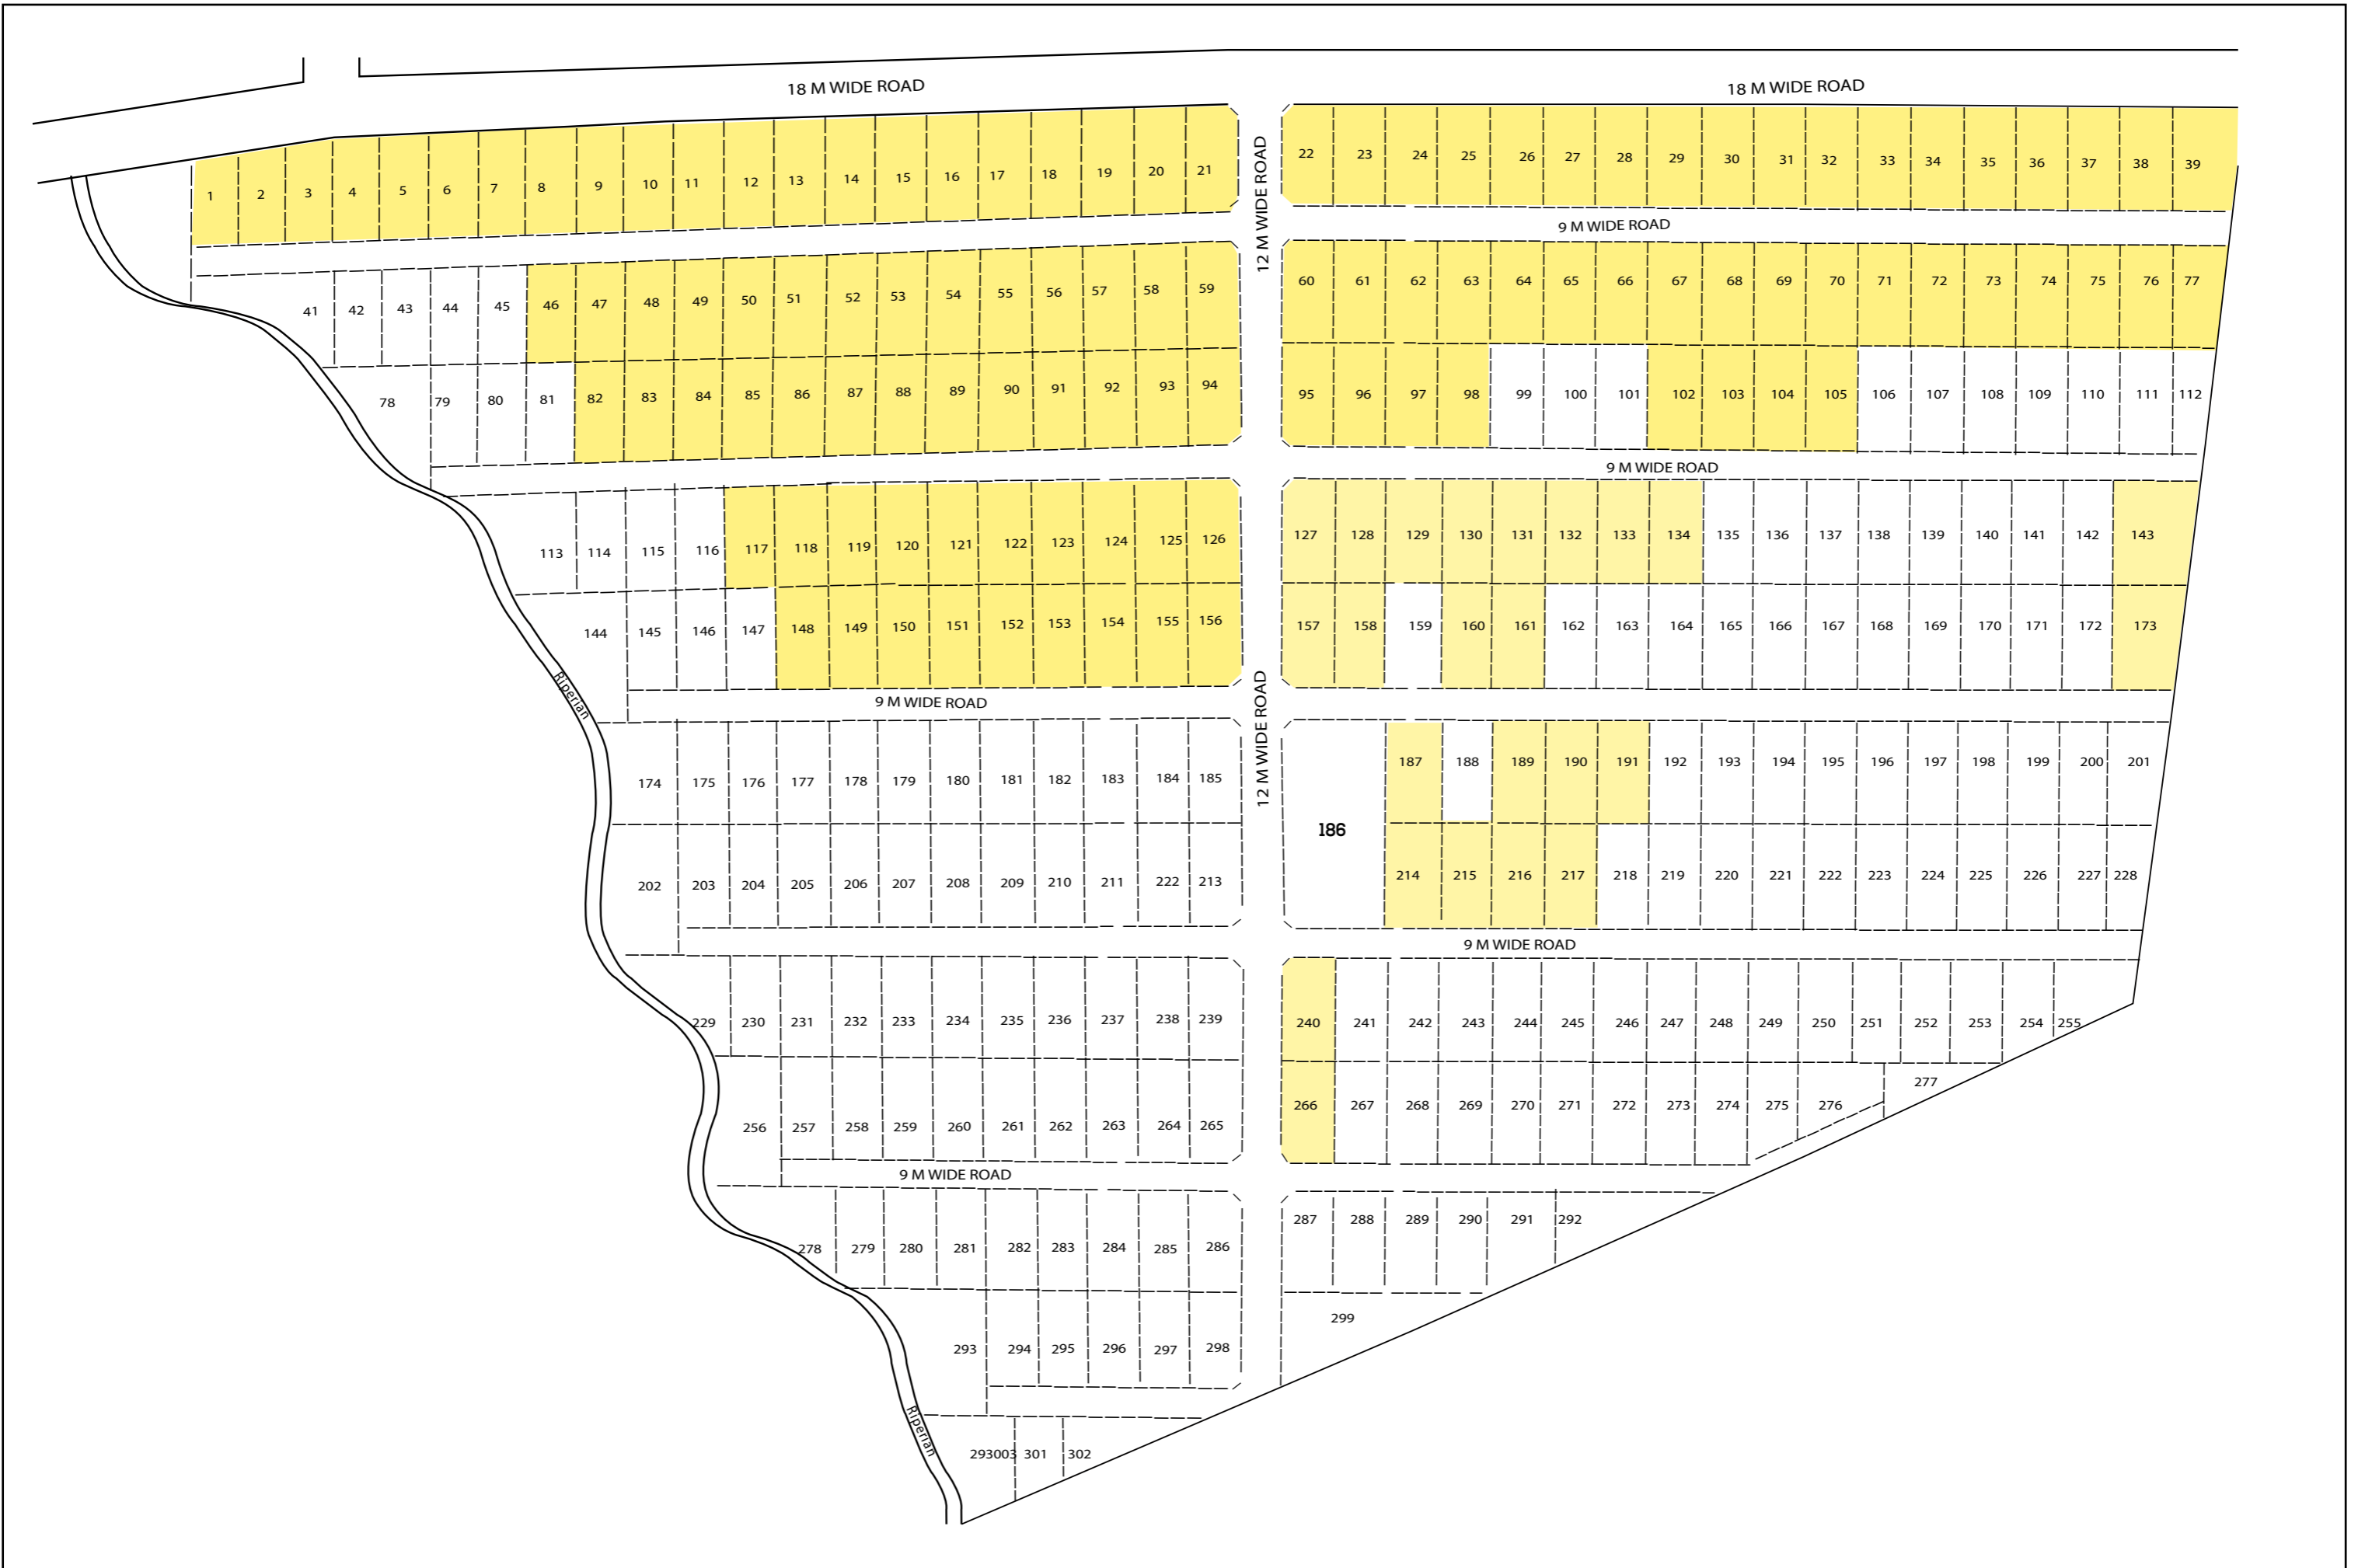 18 M WIDE ROAD
18 M WIDE ROAD
1 2 3 4 5 6 7 8 9 10 11 12 13 14 15 16 17 18 19 20 21
12 M WIDE ROAD
22 23 24 25 26 27 28 29 30 31 32 33 34 35 36 37 38 39
9 M WIDE ROAD
41 42 43 44 45 46 47 48 49 50 51 52 53 54 55 56 57 58 59
60 61 62 63 64 65 66 67 68 69 70 71 72 73 74 75 76 77
78 79 80 81 82 83 84 85 86 87 88 89 90 91 92 93 94
95 96 97 98 99 100 101 102 103 104 105 106 107 108 109 110 111 112
9 M WIDE ROAD
113 114 115 116 117 118 119 120 121 122 123 124 125 126
127 128 129 130 131 132 133 134 135 136 137 138 139 140 141 142 143
144 145 146 147 148 149 150 151 152 153 154 155 156
157 158 159 160 161 162 163 164 165 166 167 168 169 170 171 172 173
Riperian
9 M WIDE ROAD
12 M WIDE ROAD
174 175 176 177 178 179 180 181 182 183 184 185
186
187 188 189 190 191 192 193 194 195 196 197 198 199 200 201
202 203 204 205 206 207 208 209 210 211 222 213
214 215 216 217 218 219 220 221 222 223 224 225 226 227 228
9 M WIDE ROAD
229 230 231 232 233 234 235 236 237 238 239
240 241 242 243 244 245 246 247 248 249 250 251 252 253 254 255
256 257 258 259 260 261 262 263 264 265
266 267 268 269 270 271 272 273 274 275 276 277
9 M WIDE ROAD
278 279 280 281 282 283 284 285 286
287 288 289 290 291 292
293 294 295 296 297 298
299
Riperian
293003 301 302